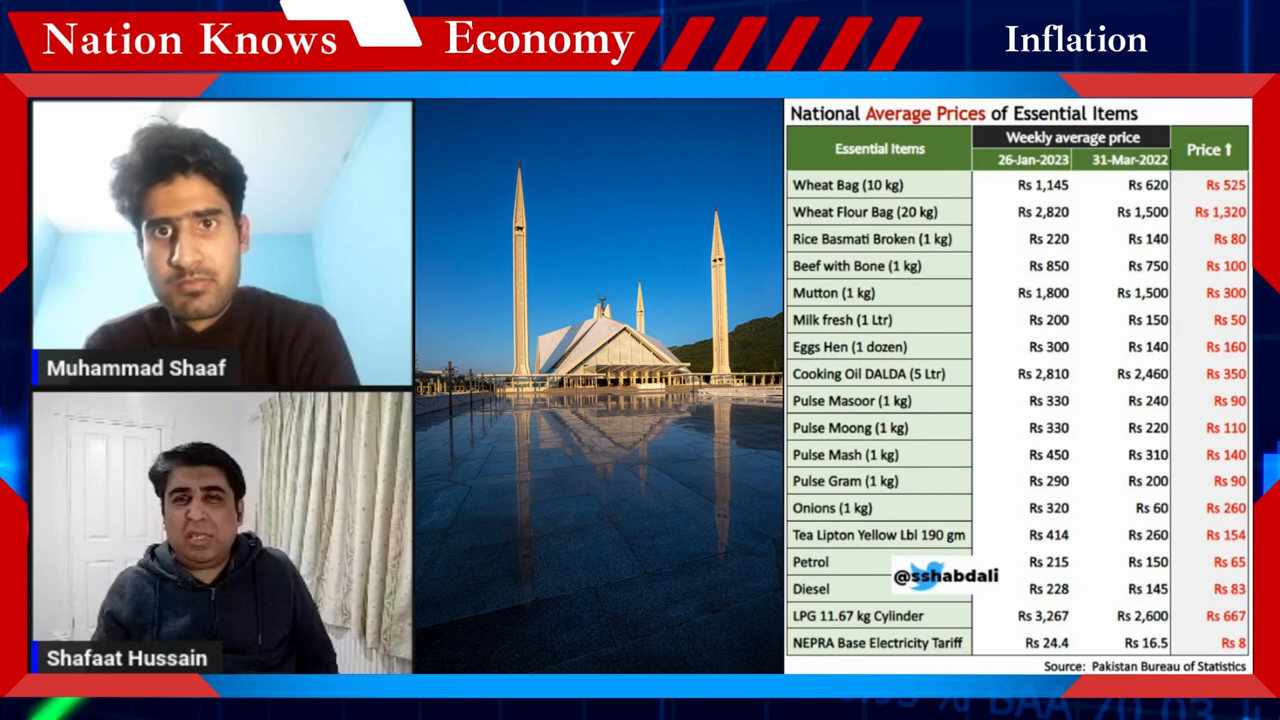 Nation Knows
Economy
Inflation
Muhammad Shaaf
Shafaat Hussain
National Average Prices of Essential Items
Essential Items Weekly average price Price ↑
26-Jan-2023 31-Mar-2022
Wheat Bag (10 kg) Rs 1,145 Rs 620 Rs 525
Wheat Flour Bag (20 kg) Rs 2,820 Rs 1,500 Rs 1,320
Rice Basmati Broken (1 kg) Rs 220 Rs 140 Rs 80
Beef with Bone (1 kg) Rs 850 Rs 750 Rs 100
Mutton (1 kg) Rs 1,800 Rs 1,500 Rs 300
Milk fresh (1 Ltr) Rs 200 Rs 150 Rs 50
Eggs Hen (1 dozen) Rs 300 Rs 140 Rs 160
Cooking Oil DALDA (5 Ltr) Rs 2,810 Rs 2,460 Rs 350
Pulse Masoor (1 kg) Rs 330 Rs 240 Rs 90
Pulse Moong (1 kg) Rs 330 Rs 220 Rs 110
Pulse Mash (1 kg) Rs 450 Rs 310 Rs 140
Pulse Gram (1 kg) Rs 290 Rs 200 Rs 90
Onions (1 kg) Rs 320 Rs 60 Rs 260
Tea Lipton Yellow Lbl 190 gm Rs 414 Rs 260 Rs 154
Petrol Rs 215 Rs 150 Rs 65
@sshabdali
Diesel Rs 228 Rs 145 Rs 83
LPG 11.67 kg Cylinder Rs 3,267 Rs 2,600 Rs 667
NEPRA Base Electricity Tariff Rs 24.4 Rs 16.5 Rs 8
Source: Pakistan Bureau of Statistics